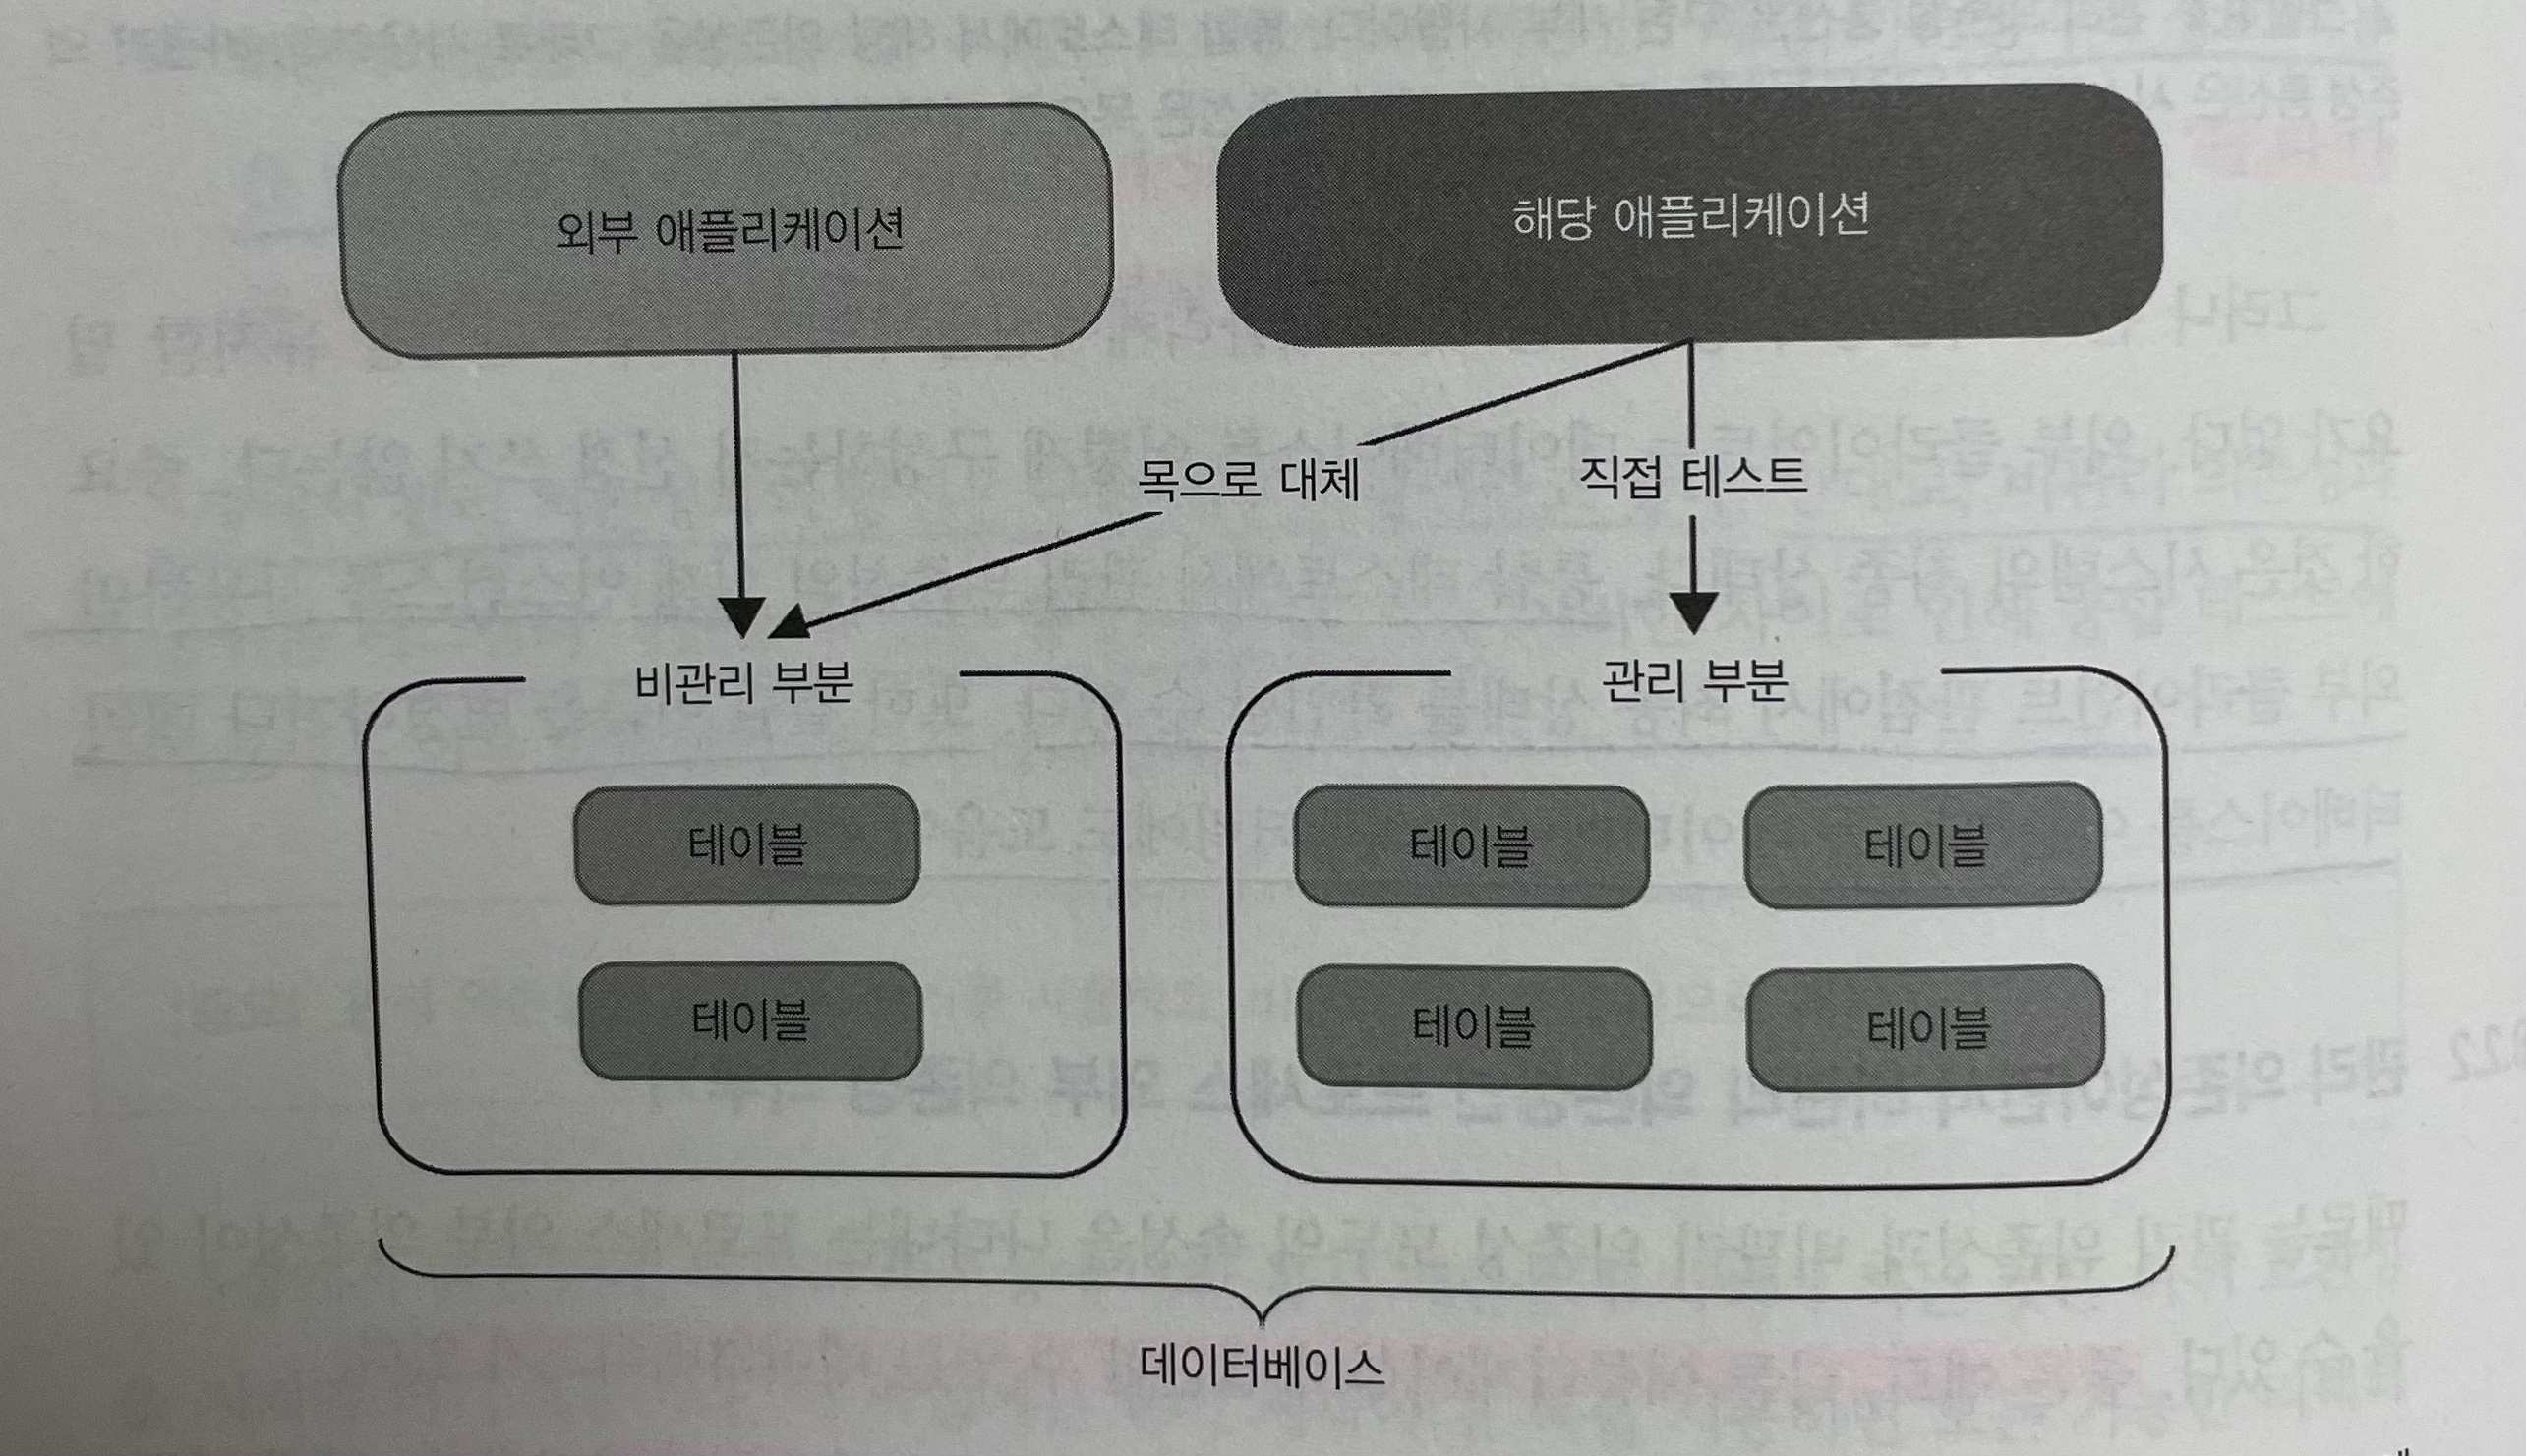 외부 애플리케이션
해당 애플리케이션
목으로 대체
직접 테스트
비관리 부분
관리 부분
테이블
테이블
테이블
테이블
테이블
테이블
데이터베이스